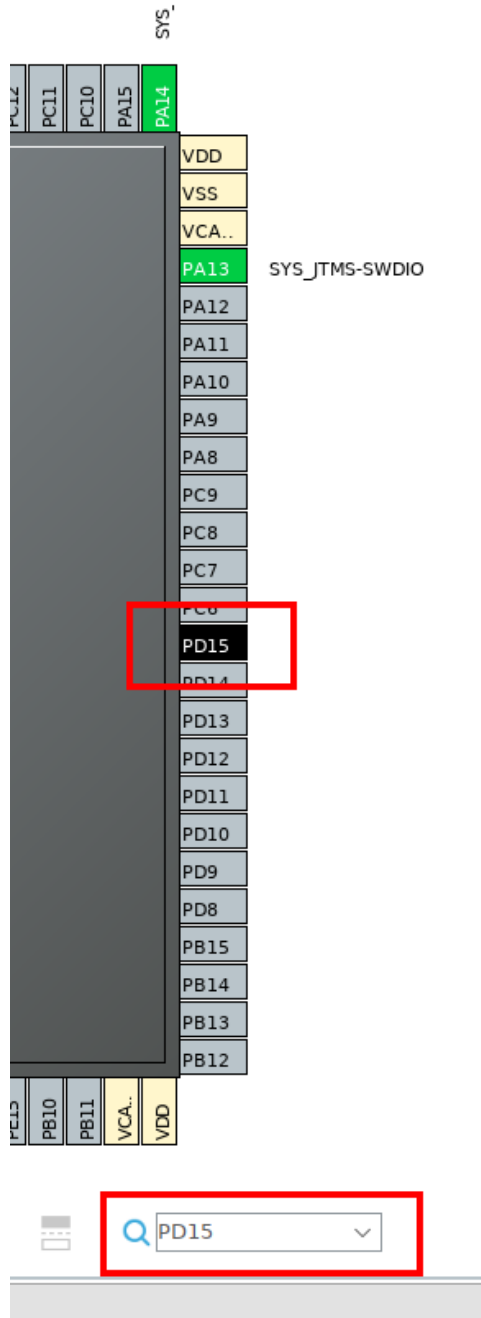 SYS_
PC12
PC11
PC10
PA15
PA14
VDD
VSS
VCA..
PA13 SYS_JTMS-SWDIO
PA12
PA11
PA10
PA9
PA8
PC9
PC8
PC7
PC6
PD15
PD14
PD13
PD12
PD11
PD10
PD9
PD8
PB15
PB14
PB13
PB12
PE15
PB10
PB11
VCA..
VDD
PD15